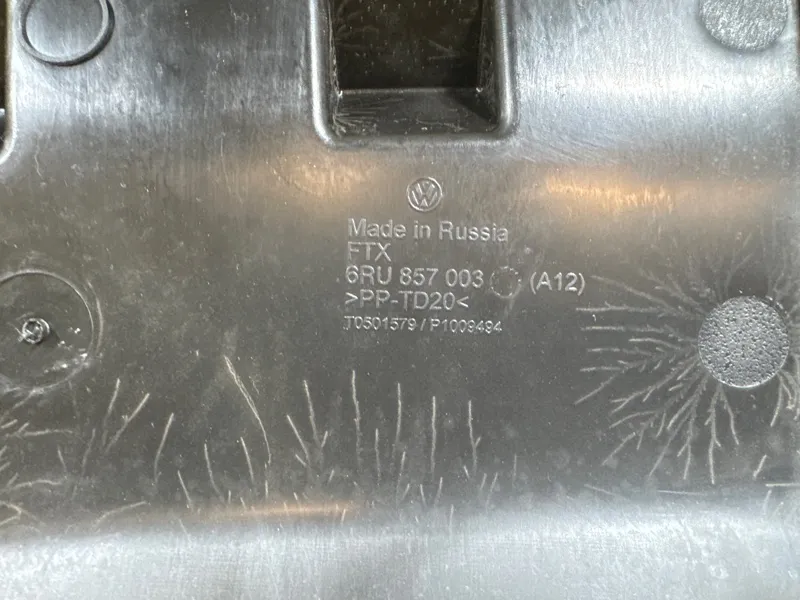 Made in Russia
FTX
6RU 857 003 (A12)
>PP-TD20<
T0501579 / P1009494